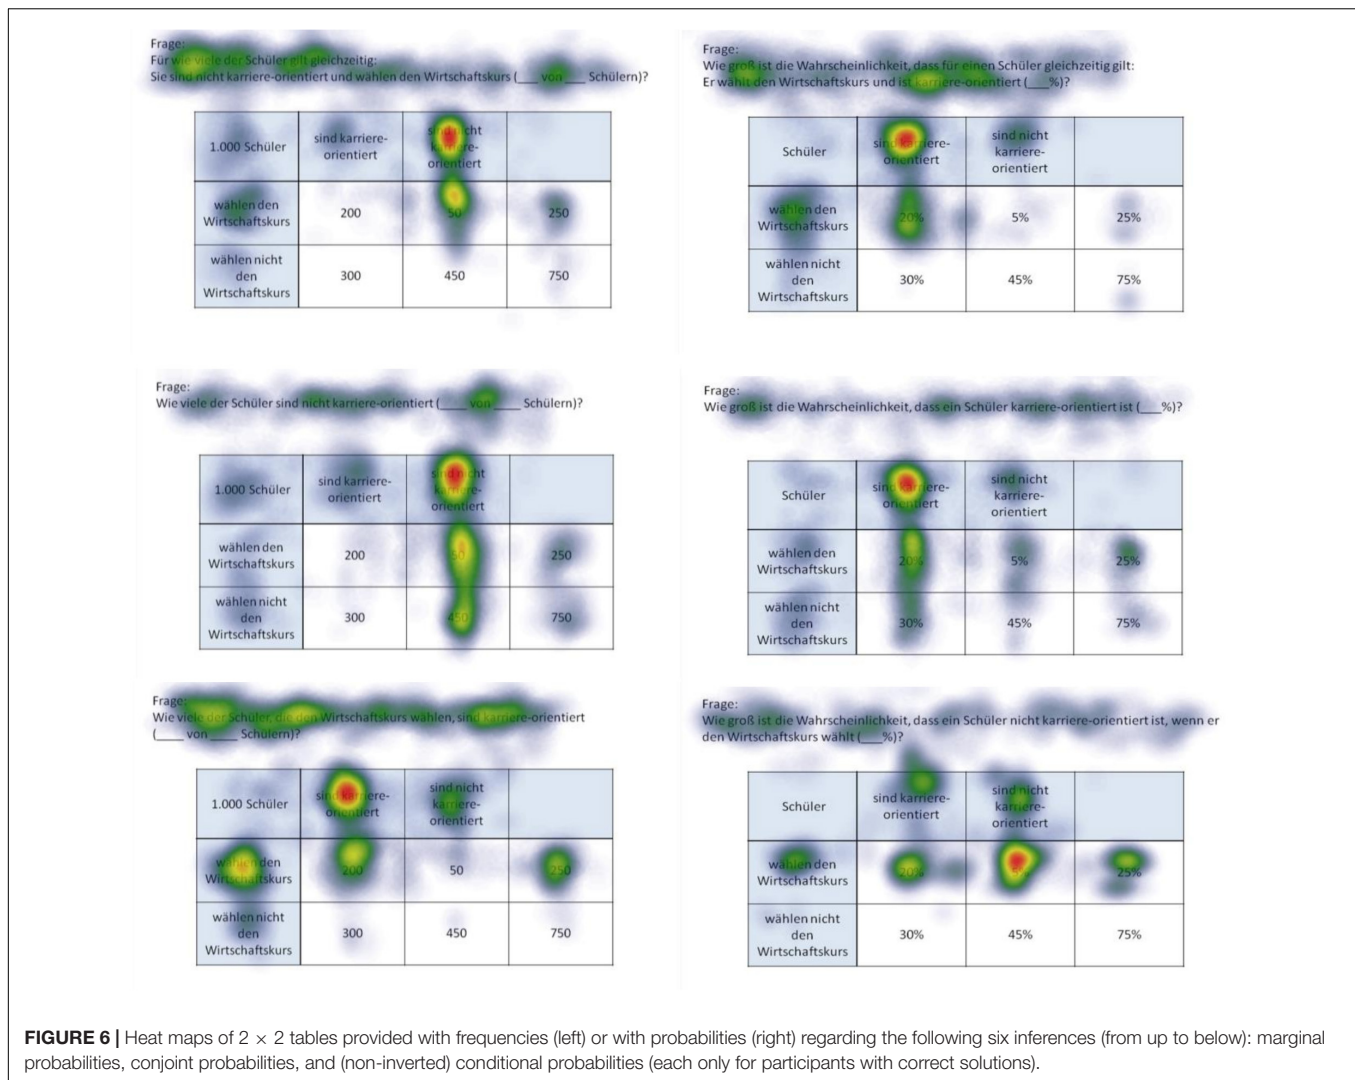 Frage:
Für wie viele der Schüler gilt gleichzeitig:
Sie sind nicht karriere-orientiert und wählen den Wirtschaftskurs (___ von ___ Schülern)?
1.000 Schüler
sind karriere-
orientiert
sind nicht
karriere-
orientiert
wählen den
Wirtschaftskurs
200
50
250
wählen nicht
den
Wirtschaftskurs
300
450
750
Frage:
Wie groß ist die Wahrscheinlichkeit, dass für einen Schüler gleichzeitig gilt:
Er wählt den Wirtschaftskurs und ist karriere-orientiert (___%)?
Schüler
sind karriere-
orientiert
sind nicht
karriere-
orientiert
wählen den
Wirtschaftskurs
20%
5%
25%
wählen nicht
den
Wirtschaftskurs
30%
45%
75%
Frage:
Wie viele der Schüler sind nicht karriere-orientiert (____ von ____ Schülern)?
1.000 Schüler
sind karriere-
orientiert
sind nicht
karriere-
orientiert
wählen den
Wirtschaftskurs
200
50
250
wählen nicht
den
Wirtschaftskurs
300
450
750
Frage:
Wie groß ist die Wahrscheinlichkeit, dass ein Schüler karriere-orientiert ist (___%)?
Schüler
sind karriere-
orientiert
sind nicht
karriere-
orientiert
wählen den
Wirtschaftskurs
20%
5%
25%
wählen nicht
den
Wirtschaftskurs
30%
45%
75%
Frage:
Wie viele der Schüler, die den Wirtschaftskurs wählen, sind karriere-orientiert
(____ von ____ Schülern)?
1.000 Schüler
sind karriere-
orientiert
sind nicht
karriere-
orientiert
wählen den
Wirtschaftskurs
200
50
250
wählen nicht
den
Wirtschaftskurs
300
450
750
Frage:
Wie groß ist die Wahrscheinlichkeit, dass ein Schüler nicht karriere-orientiert ist, wenn er
den Wirtschaftskurs wählt (___%)?
Schüler
sind karriere-
orientiert
sind nicht
karriere-
orientiert
wählen den
Wirtschaftskurs
20%
25%
wählen nicht
den
Wirtschaftskurs
30%
45%
75%
FIGURE 6 | Heat maps of 2 × 2 tables provided with frequencies (left) or with probabilities (right) regarding the following six inferences (from up to below): marginal
probabilities, conjoint probabilities, and (non-inverted) conditional probabilities (each only for participants with correct solutions).